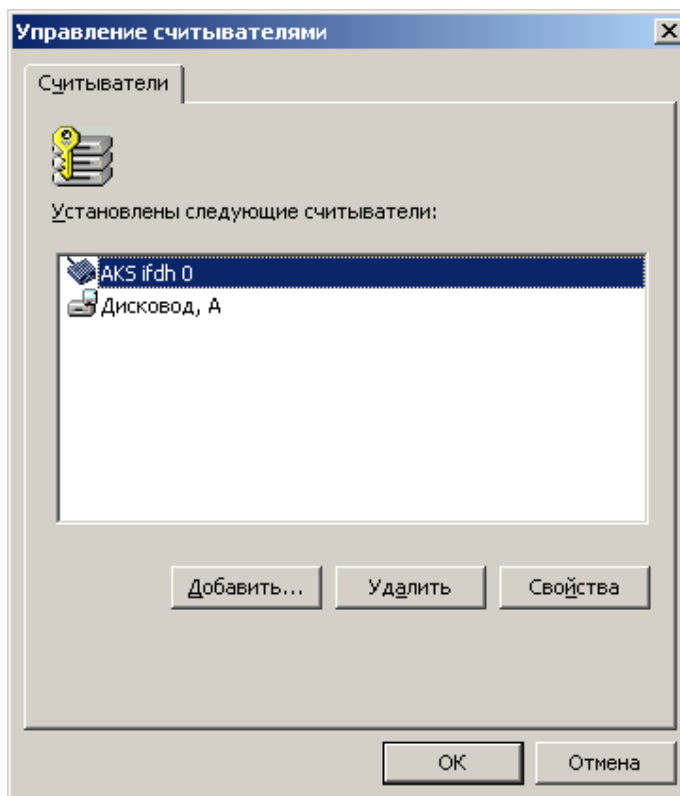 Управление считывателями
Считыватели
Установлены следующие считыватели:
AKS ifdh 0
Дисковод, А
Добавить... Удалить Свойства
OK Отмена